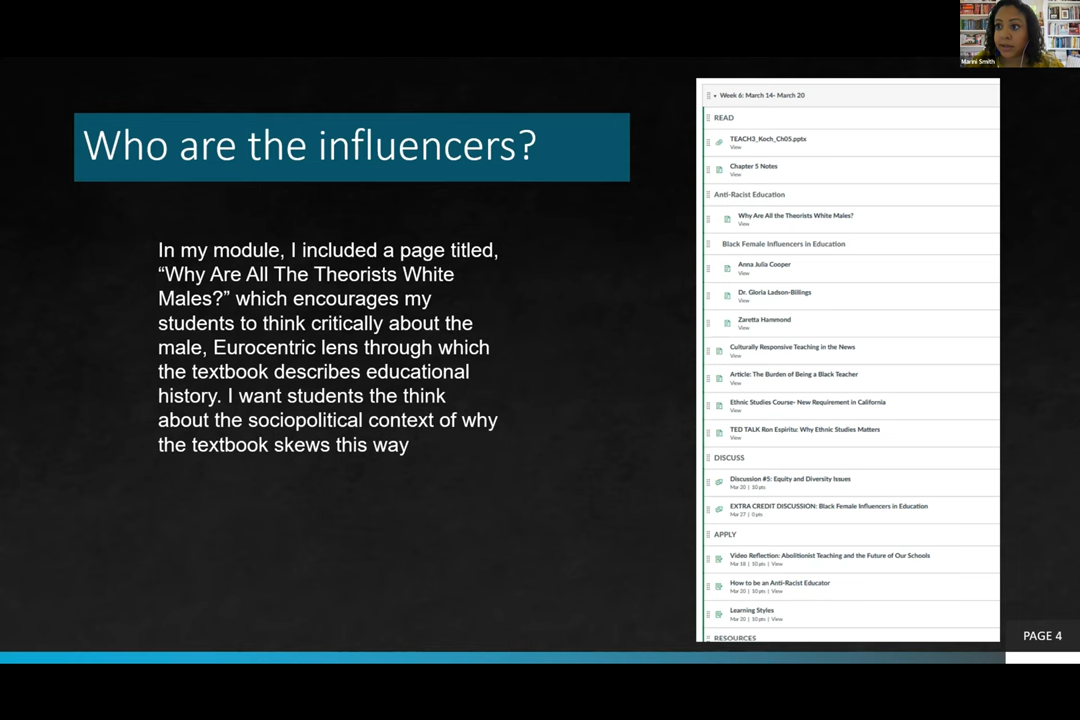 Marini Smith
Who are the influencers?
In my module, I included a page titled,
“Why Are All The Theorists White
Males?” which encourages my
students to think critically about the
male, Eurocentric lens through which
the textbook describes educational
history. I want students the think
about the sociopolitical context of why
the textbook skews this way
Week 6: March 14- March 20
READ
TEACH3_Koch_Ch05.pptx
View
Chapter 5 Notes
View
Anti-Racist Education
Why Are All the Theorists White Males?
View
Black Female Influencers in Education
Anna Julia Cooper
View
Dr. Gloria Ladson-Billings
View
Zaretta Hammond
View
Culturally Responsive Teaching in the News
View
Article: The Burden of Being a Black Teacher
View
Ethnic Studies Course- New Requirement in California
View
TED TALK Ron Espiritu: Why Ethnic Studies Matters
View
DISCUSS
Discussion #5: Equity and Diversity Issues
Mar 20 | 10 pts
EXTRA CREDIT DISCUSSION: Black Female Influencers in Education
Mar 27 | 0 pts
APPLY
Video Reflection: Abolitionist Teaching and the Future of Our Schools
Mar 18 | 10 pts | View
How to be an Anti-Racist Educator
Mar 20 | 10 pts | View
Learning Styles
Mar 20 | 10 pts | View
RESOURCES
PAGE 4